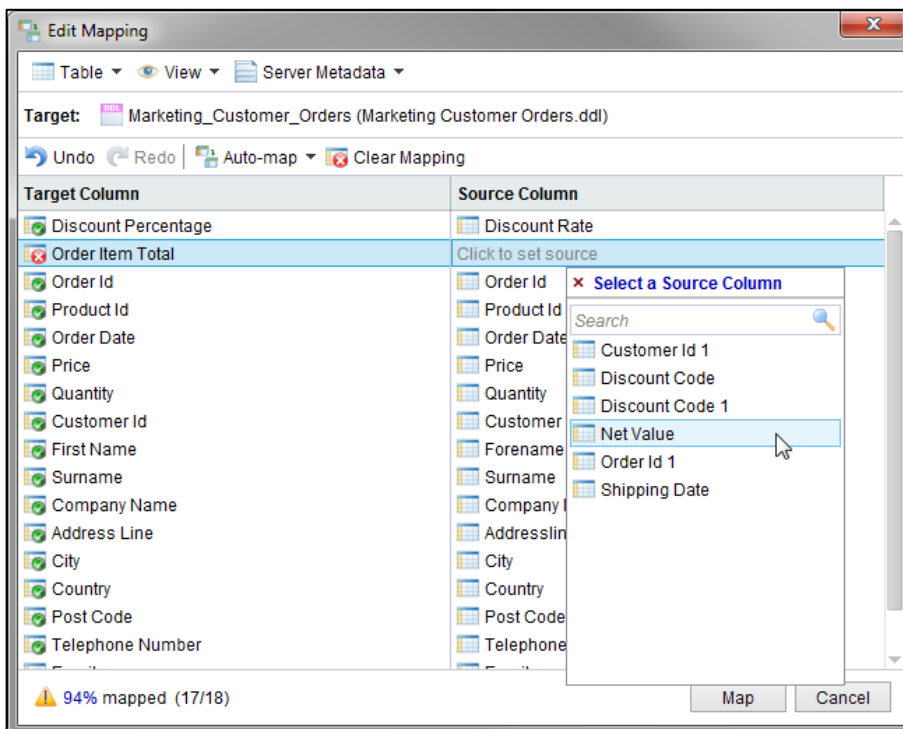 Edit Mapping
Table View Server Metadata
Target: DDL Marketing_Customer_Orders (Marketing Customer Orders.ddl)
Undo Redo Auto-map Clear Mapping
Target Column Source Column
Discount Percentage Discount Rate
Order Item Total Click to set source
Order Id Order Id
Product Id Product Id
Order Date Order Date
Price Price
Quantity Quantity
Customer Id Customer
First Name Forename
Surname Surname
Company Name Company
Address Line Addresslin
City City
Country Country
Post Code Post Code
Telephone Number Telephone
× Select a Source Column
Search
Customer Id 1
Discount Code
Discount Code 1
Net Value
Order Id 1
Shipping Date
94% mapped (17/18) Map Cancel